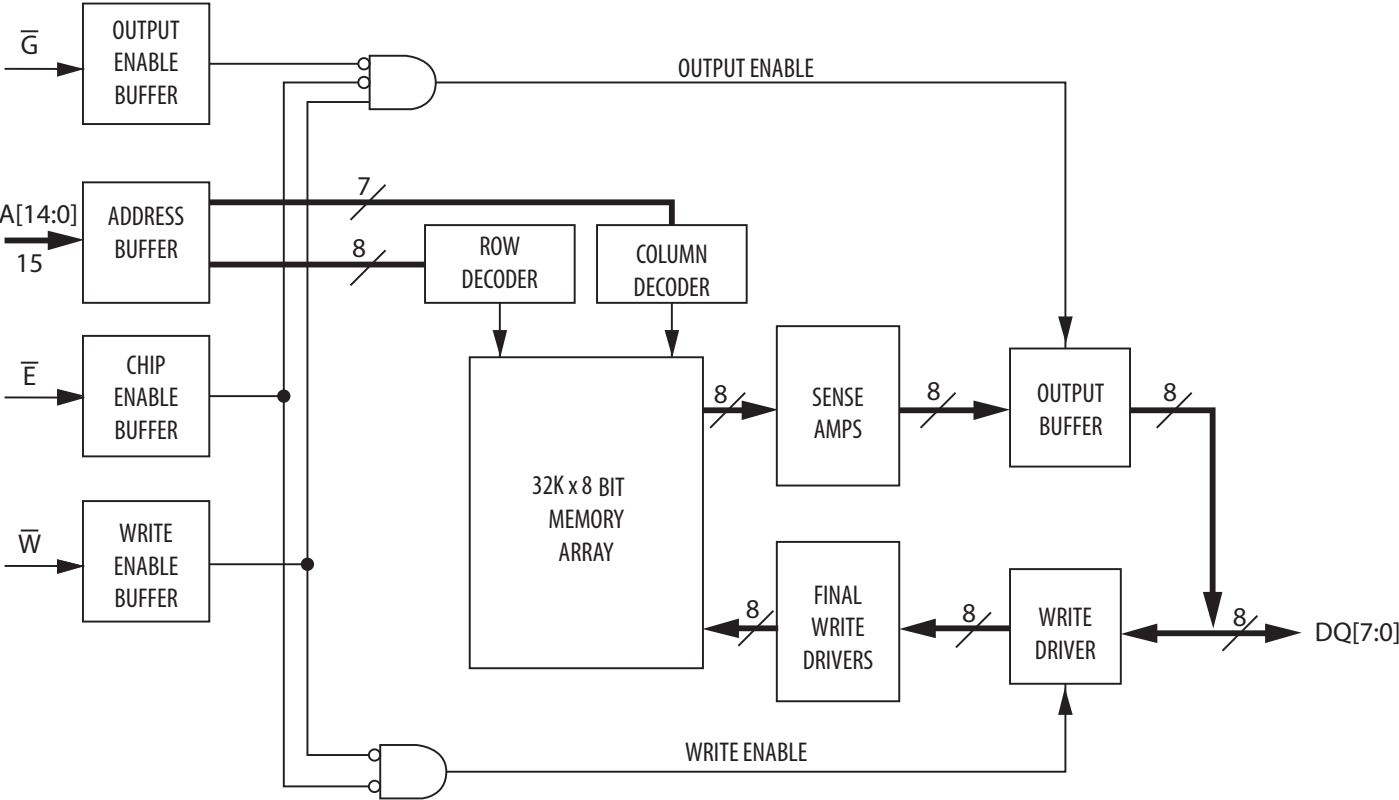 G̅
OUTPUT
ENABLE
BUFFER
OUTPUT ENABLE
A[14:0]
15
ADDRESS
BUFFER
7
8
ROW
DECODER
COLUMN
DECODER
E̅
CHIP
ENABLE
BUFFER
W̅
WRITE
ENABLE
BUFFER
32K x 8 BIT
MEMORY
ARRAY
8
SENSE
AMPS
8
OUTPUT
BUFFER
8
8
FINAL
WRITE
DRIVERS
8
WRITE
DRIVER
8
DQ[7:0]
WRITE ENABLE